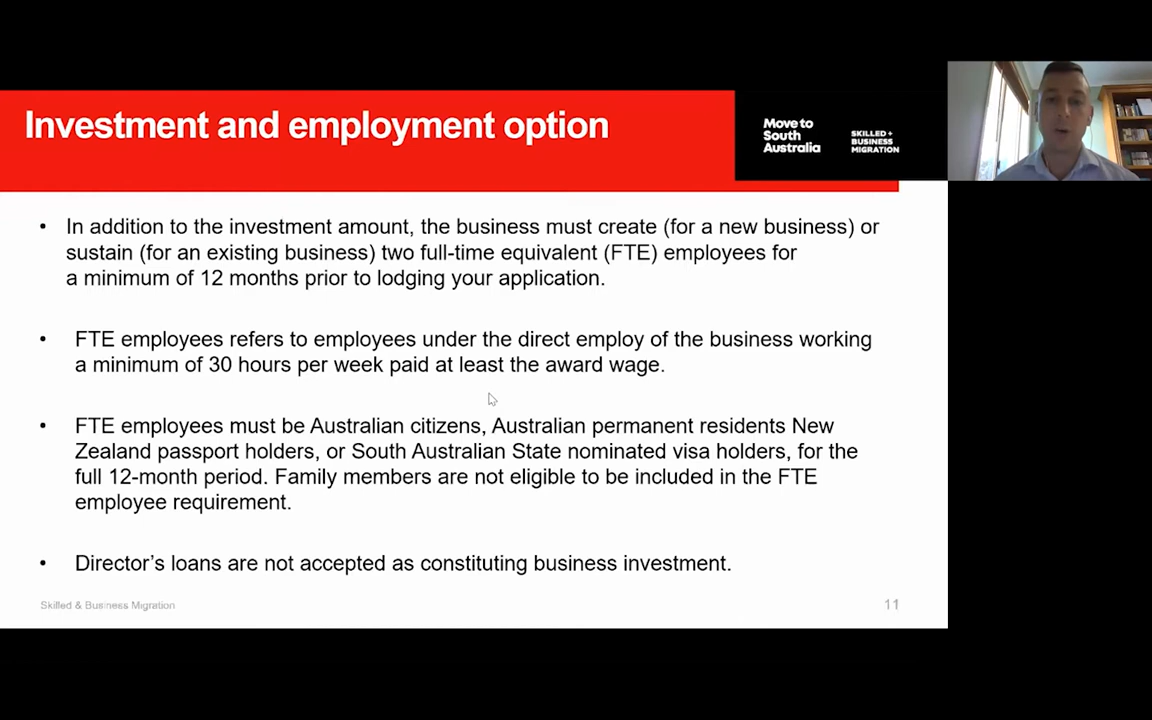 Investment and employment option
Move to
South
Australia
SKILLED +
BUSINESS
MIGRATION
• In addition to the investment amount, the business must create (for a new business) or
sustain (for an existing business) two full-time equivalent (FTE) employees for
a minimum of 12 months prior to lodging your application.
• FTE employees refers to employees under the direct employ of the business working
a minimum of 30 hours per week paid at least the award wage.
• FTE employees must be Australian citizens, Australian permanent residents New
Zealand passport holders, or South Australian State nominated visa holders, for the
full 12-month period. Family members are not eligible to be included in the FTE
employee requirement.
• Director’s loans are not accepted as constituting business investment.
Skilled & Business Migration
11